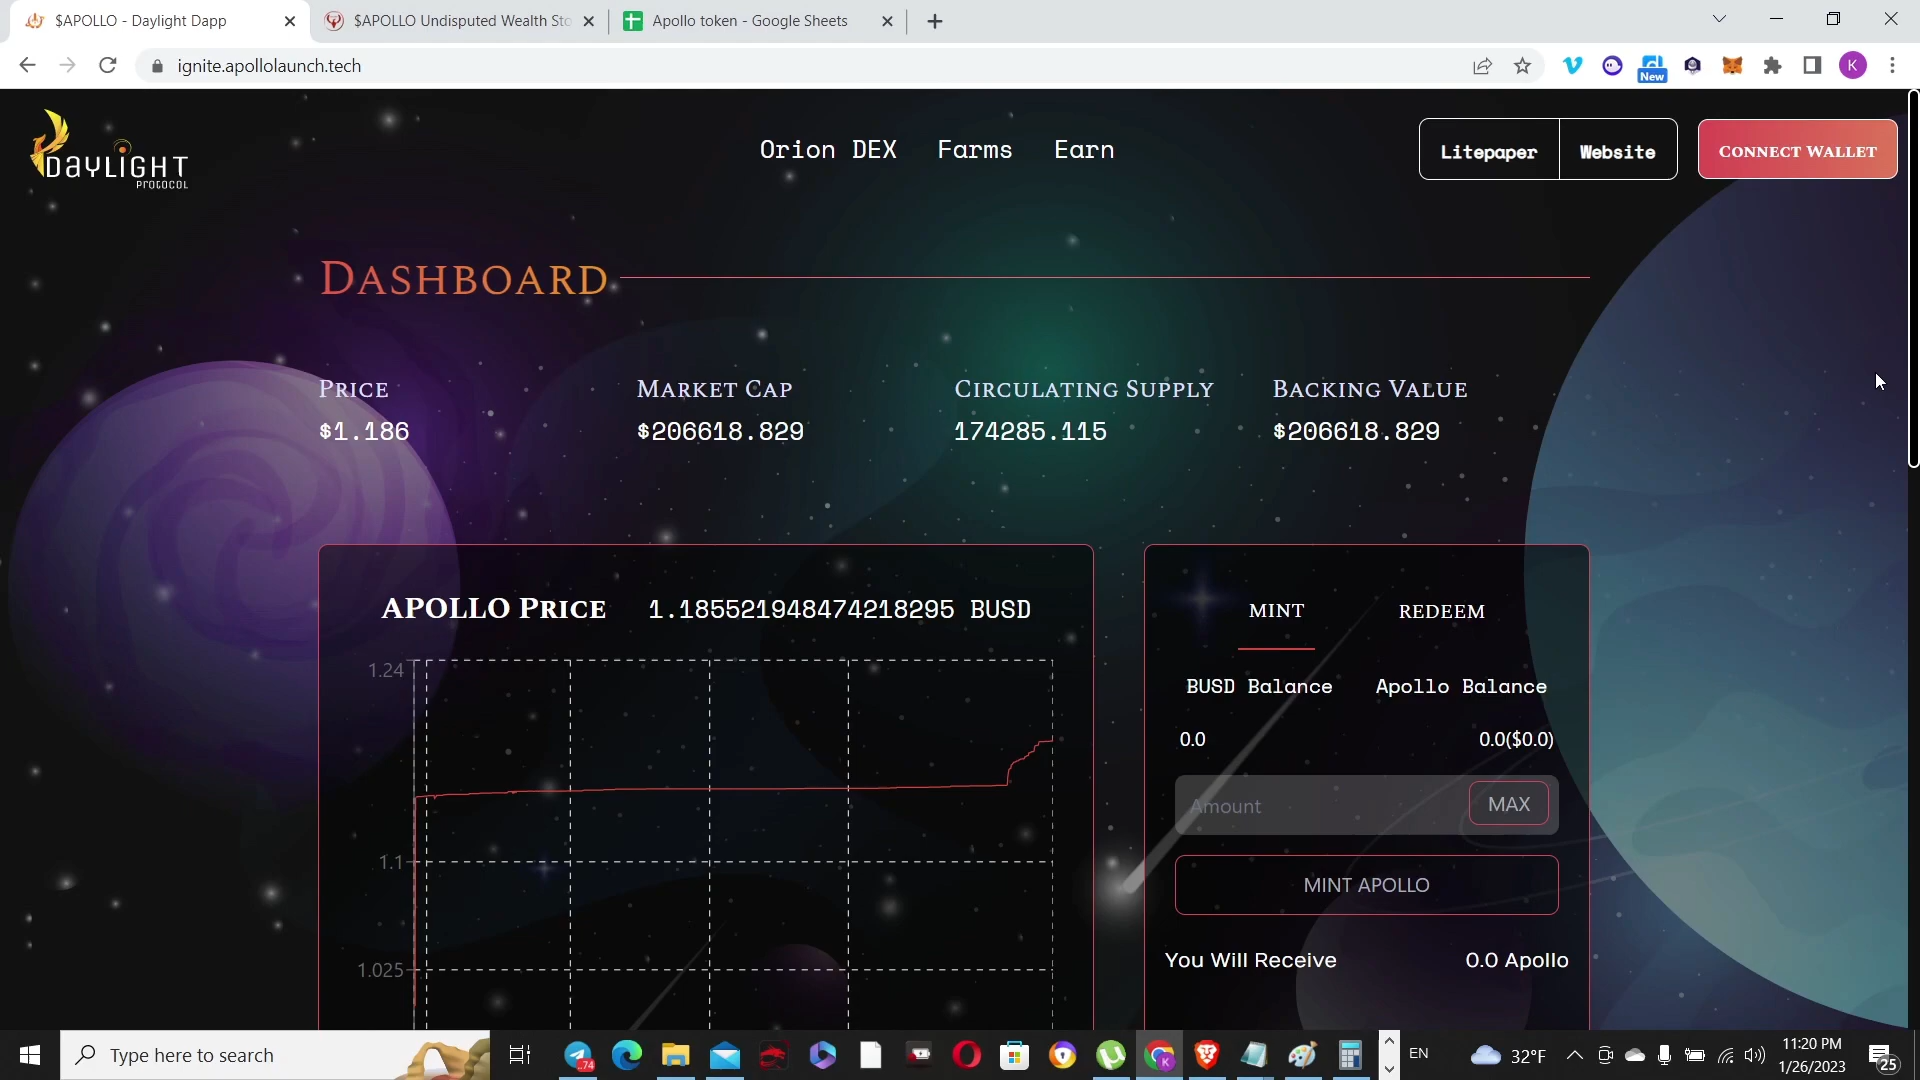 $APOLLO - Daylight Dapp
$APOLLO Undisputed Wealth Sto
Apollo token - Google Sheets
ignite.apollolaunch.tech
New
K
DAYLIGHT
PROTOCOL
Orion DEX
Farms
Earn
Litepaper
Website
CONNECT WALLET
DASHBOARD
PRICE
MARKET CAP
CIRCULATING SUPPLY
BACKING VALUE
$1.186
$206618.829
174285.115
$206618.829
APOLLO PRICE
1.185521948474218295 BUSD
1.24
1.1
1.025
MINT
REDEEM
BUSD Balance
Apollo Balance
0.0
0.0($0.0)
Amount
MAX
MINT APOLLO
You Will Receive
0.0 Apollo
Type here to search
74
K
EN
32°F
11:20 PM
1/26/2023
25